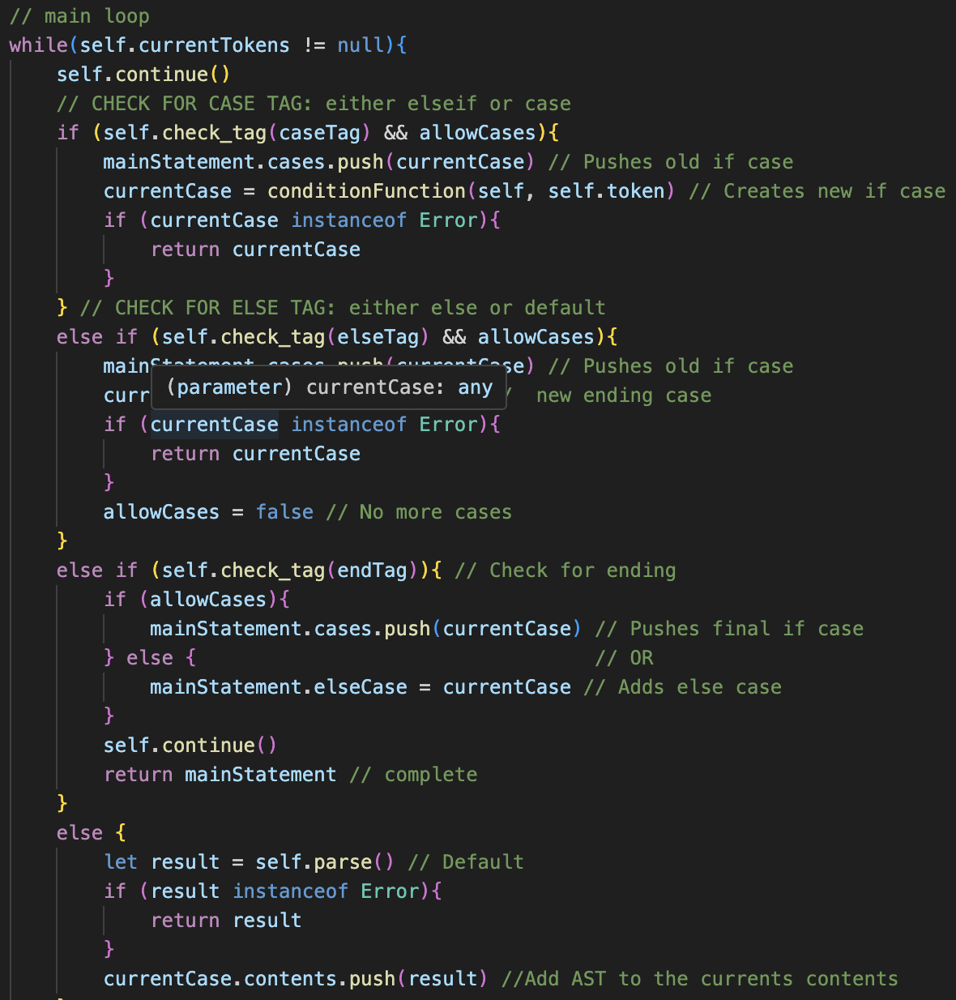 // main loop
while(self.currentTokens != null){
    self.continue()
    // CHECK FOR CASE TAG: either elseif or case
    if (self.check_tag(caseTag) && allowCases){
        mainStatement.cases.push(currentCase) // Pushes old if case
        currentCase = conditionFunction(self, self.token) // Creates new if case
        if (currentCase instanceof Error){
            return currentCase
        }
    } // CHECK FOR ELSE TAG: either else or default
    else if (self.check_tag(elseTag) && allowCases){
        mainStatement.cases.push(currentCase) // Pushes old if case
(parameter) currentCase: any
        curr new ending case
        if (currentCase instanceof Error){
            return currentCase
        }
        allowCases = false // No more cases
    }
    else if (self.check_tag(endTag)){ // Check for ending
        if (allowCases){
            mainStatement.cases.push(currentCase) // Pushes final if case
        } else {                                  // OR
            mainStatement.elseCase = currentCase // Adds else case
        }
        self.continue()
        return mainStatement // complete
    }
    else {
        let result = self.parse() // Default
        if (result instanceof Error){
            return result
        }
        currentCase.contents.push(result) //Add AST to the currents contents